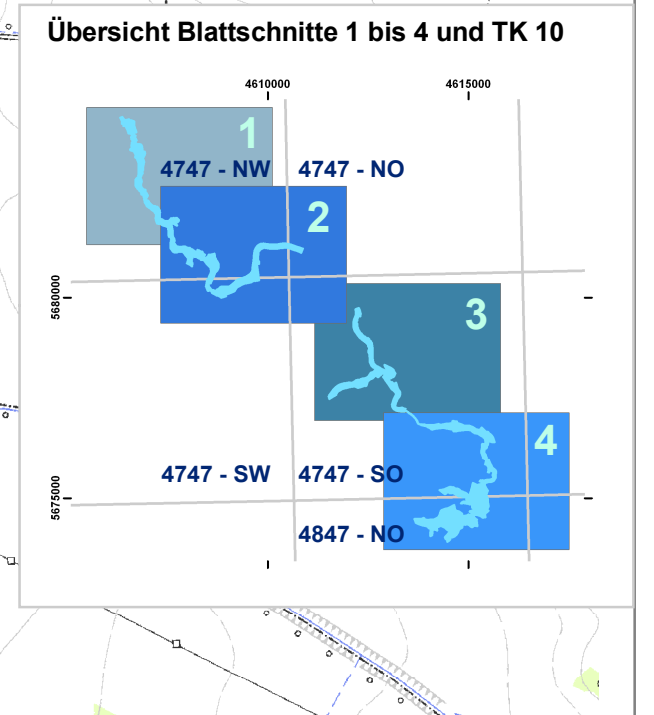 Übersicht Blattschnitte 1 bis 4 und TK 10
4610000
4615000
1
4747 - NW
4747 - NO
2
5680000
3
4
4747 - SW
4747 - SO
5675000
4847 - NO